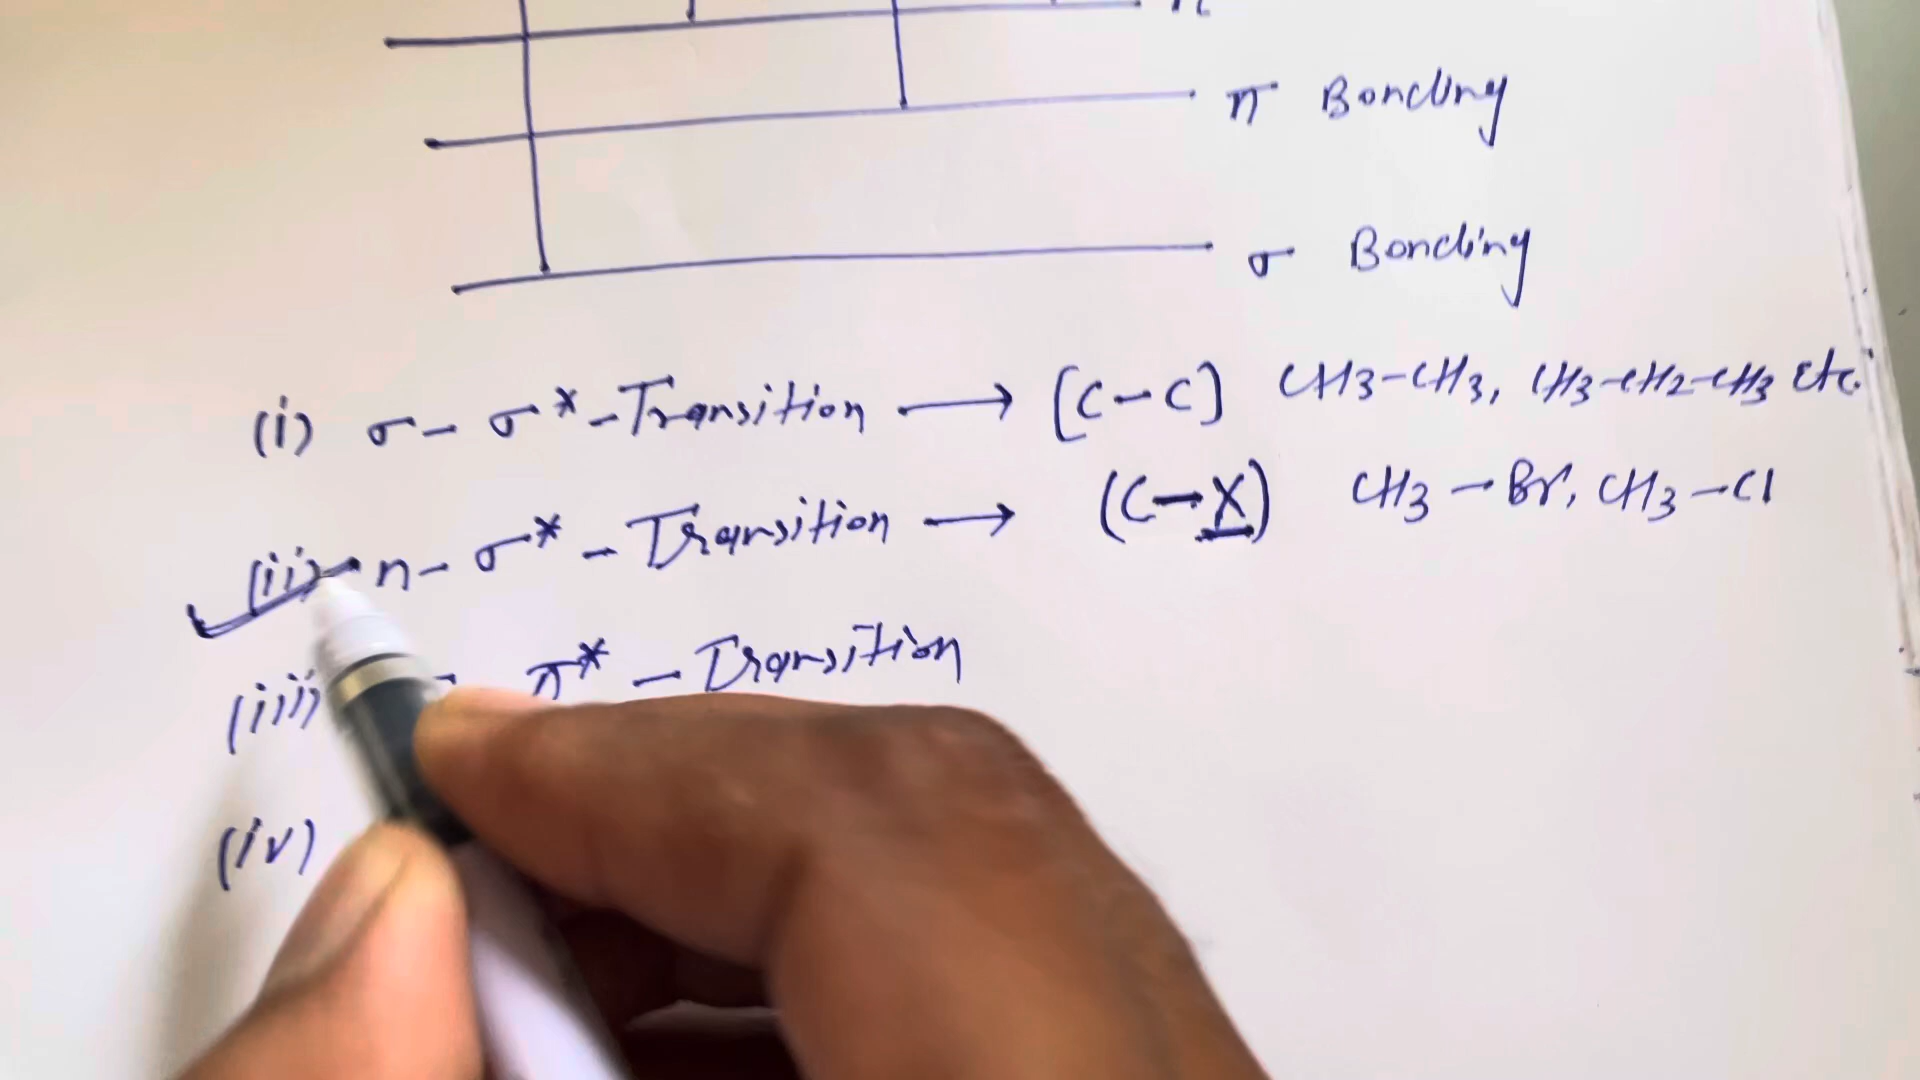 π Bonding
σ Bonding
(i) σ - σ* - Transition → [C-C] CH3-CH3, CH3-CH2-CH3 Etc.
(ii) n - σ* - Transition → (C-X) CH3-Br, CH3-Cl
(iii) - π* - Transition
(iv)